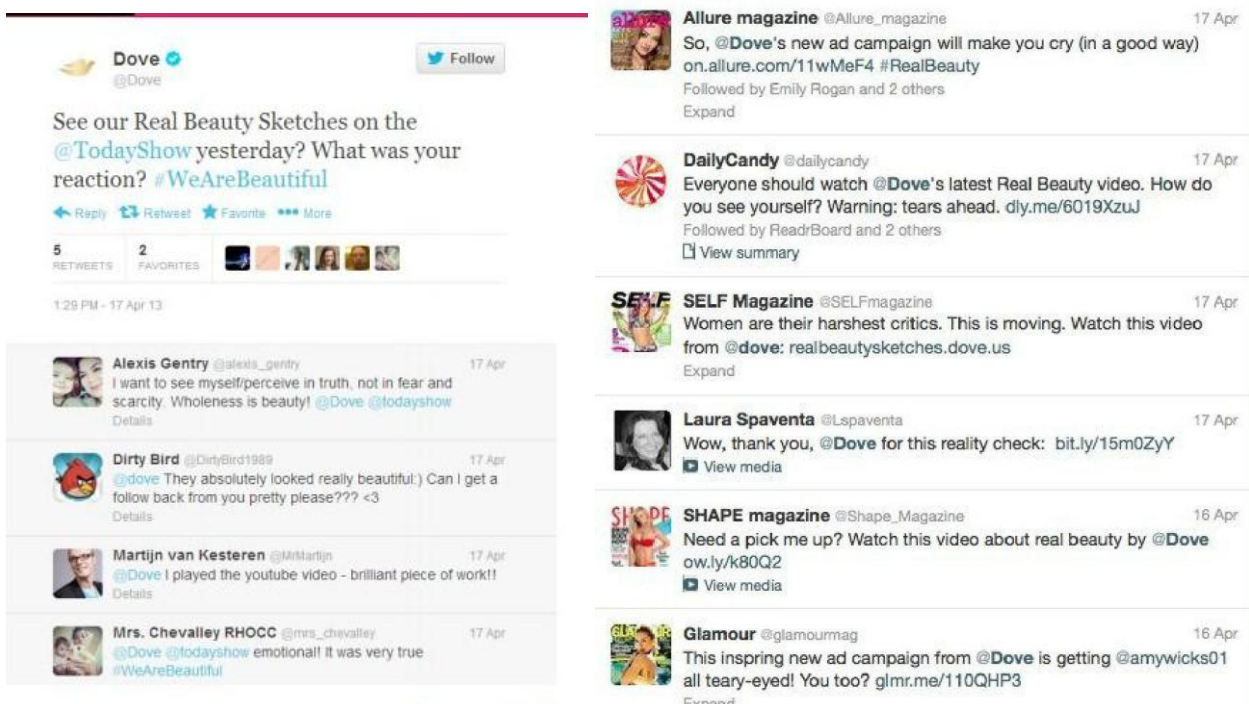 Dove
@Dove
Follow
See our Real Beauty Sketches on the
@TodayShow yesterday? What was your
reaction? #WeAreBeautiful
Reply Retweet Favorite ••• More
5
RETWEETS
2
FAVORITES
1:29 PM - 17 Apr 13
Alexis Gentry @alexis_gentry 17 Apr
I want to see myself/perceive in truth, not in fear and
scarcity. Wholeness is beauty! @Dove @todayshow
Details
Dirty Bird @DirtyBird1989 17 Apr
@dove They absolutely looked really beautiful:) Can I get a
follow back from you pretty please??? <3
Details
Martijn van Kesteren @MrMartijn 17 Apr
@Dove I played the youtube video - brilliant piece of work!!
Details
Mrs. Chevalley RHOCC @mrs_chevalley 17 Apr
@Dove @todayshow emotional! It was very true
#WeAreBeautiful
allure
Allure magazine @Allure_magazine 17 Apr
So, @Dove's new ad campaign will make you cry (in a good way)
on.allure.com/11wMeF4 #RealBeauty
Followed by Emily Rogan and 2 others
Expand
DailyCandy @dailycandy 17 Apr
Everyone should watch @Dove's latest Real Beauty video. How do
you see yourself? Warning: tears ahead. dly.me/6019XzuJ
Followed by ReadrBoard and 2 others
View summary
SELF
SELF Magazine @SELFmagazine 17 Apr
Women are their harshest critics. This is moving. Watch this video
from @dove: realbeautysketches.dove.us
Expand
Laura Spaventa @Lspaventa 17 Apr
Wow, thank you, @Dove for this reality check: bit.ly/15m0ZyY
View media
SHAPE
SHAPE magazine @Shape_Magazine 16 Apr
Need a pick me up? Watch this video about real beauty by @Dove
ow.ly/k80Q2
View media
GLAMOUR
Glamour @glamourmag 16 Apr
This inspring new ad campaign from @Dove is getting @amywicks01
all teary-eyed! You too? glmr.me/110QHP3
Expand